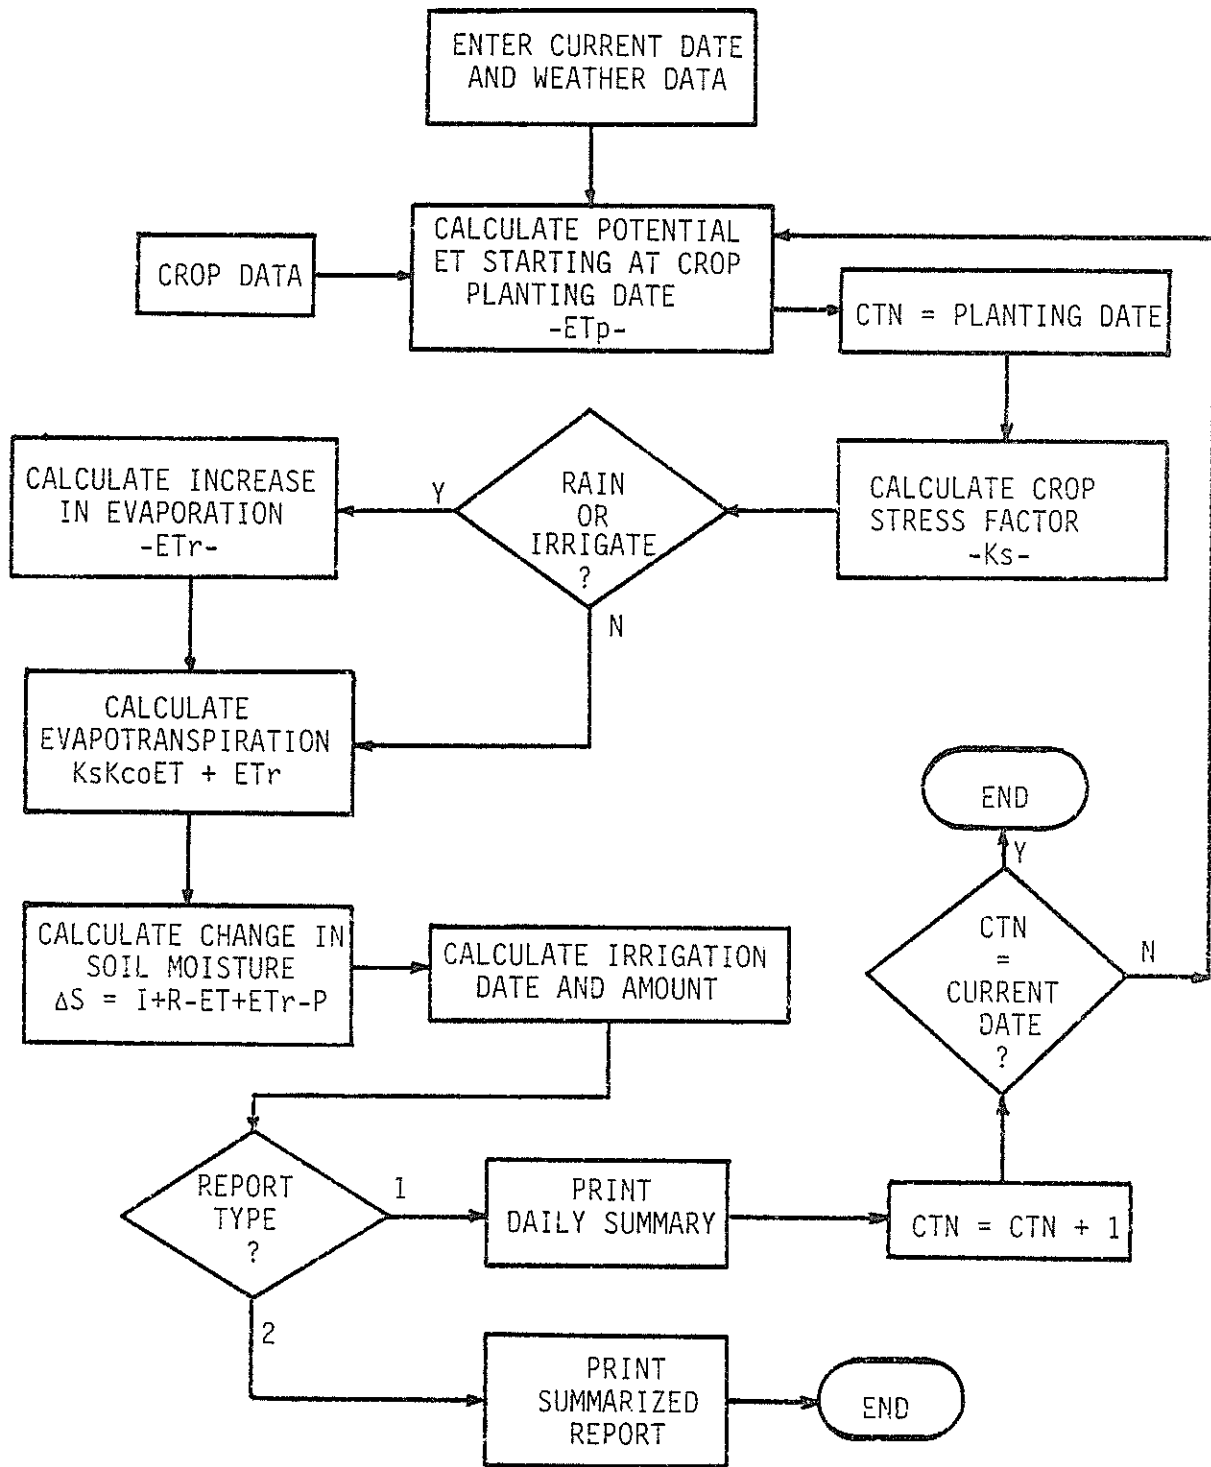 ENTER CURRENT DATE
AND WEATHER DATA
CALCULATE POTENTIAL
ET STARTING AT CROP
PLANTING DATE
-ETp-
CROP DATA
CTN = PLANTING DATE
CALCULATE CROP
STRESS FACTOR
-Ks-
RAIN
OR
IRRIGATE
?
Y
N
CALCULATE INCREASE
IN EVAPORATION
-ETr-
CALCULATE
EVAPOTRANSPIRATION
KsKcoET + ETr
CALCULATE CHANGE IN
SOIL MOISTURE
ΔS = I+R-ET+ETr-P
CALCULATE IRRIGATION
DATE AND AMOUNT
REPORT
TYPE
?
1
2
PRINT
DAILY SUMMARY
CTN = CTN + 1
CTN
=
CURRENT
DATE
?
Y
N
END
PRINT
SUMMARIZED
REPORT
END